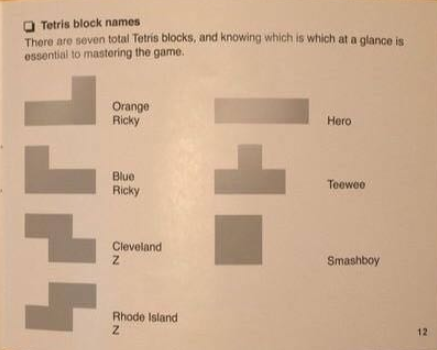 Tetris block names
There are seven total Tetris blocks, and knowing which is which at a glance is
essential to mastering the game.
Orange
Ricky
Hero
Blue
Ricky
Teewee
Cleveland
Z
Smashboy
Rhode Island
Z
12